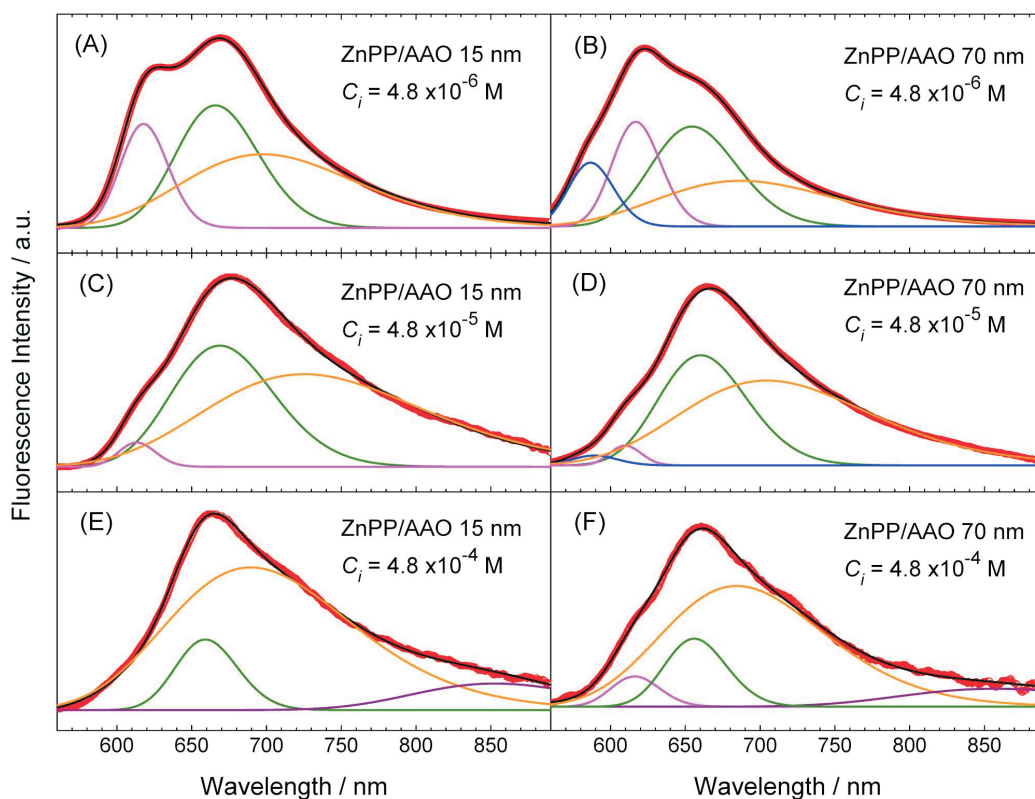 (A)
ZnPP/AAO 15 nm
Cᵢ = 4.8 x10⁻⁶ M
(B)
ZnPP/AAO 70 nm
Cᵢ = 4.8 x10⁻⁶ M
(C)
ZnPP/AAO 15 nm
Cᵢ = 4.8 x10⁻⁵ M
(D)
ZnPP/AAO 70 nm
Cᵢ = 4.8 x10⁻⁵ M
(E)
ZnPP/AAO 15 nm
Cᵢ = 4.8 x10⁻⁴ M
(F)
ZnPP/AAO 70 nm
Cᵢ = 4.8 x10⁻⁴ M
Fluorescence Intensity / a.u.
600 650 700 750 800 850
600 650 700 750 800 850
Wavelength / nm
Wavelength / nm